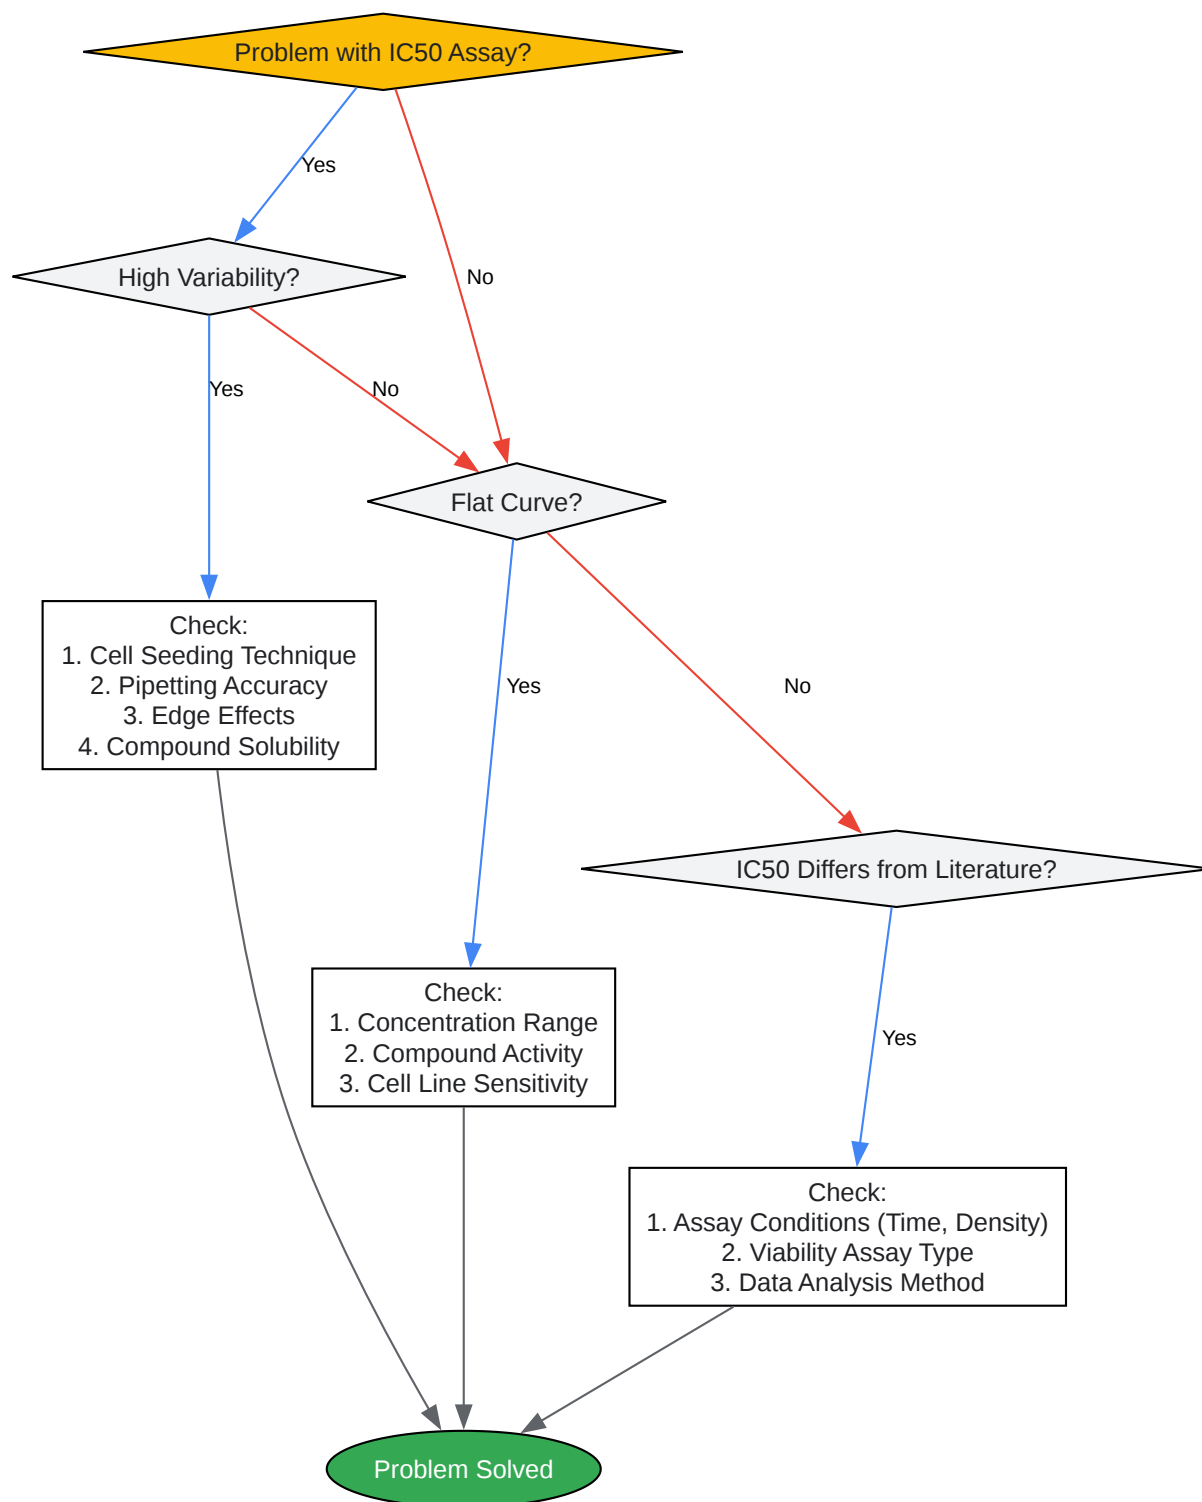 Problem with IC50 Assay?
Yes
No
High Variability?
Yes
No
Flat Curve?
Yes
No
Check:
1. Cell Seeding Technique
2. Pipetting Accuracy
3. Edge Effects
4. Compound Solubility
IC50 Differs from Literature?
Yes
Check:
1. Concentration Range
2. Compound Activity
3. Cell Line Sensitivity
Check:
1. Assay Conditions (Time, Density)
2. Viability Assay Type
3. Data Analysis Method
Problem Solved